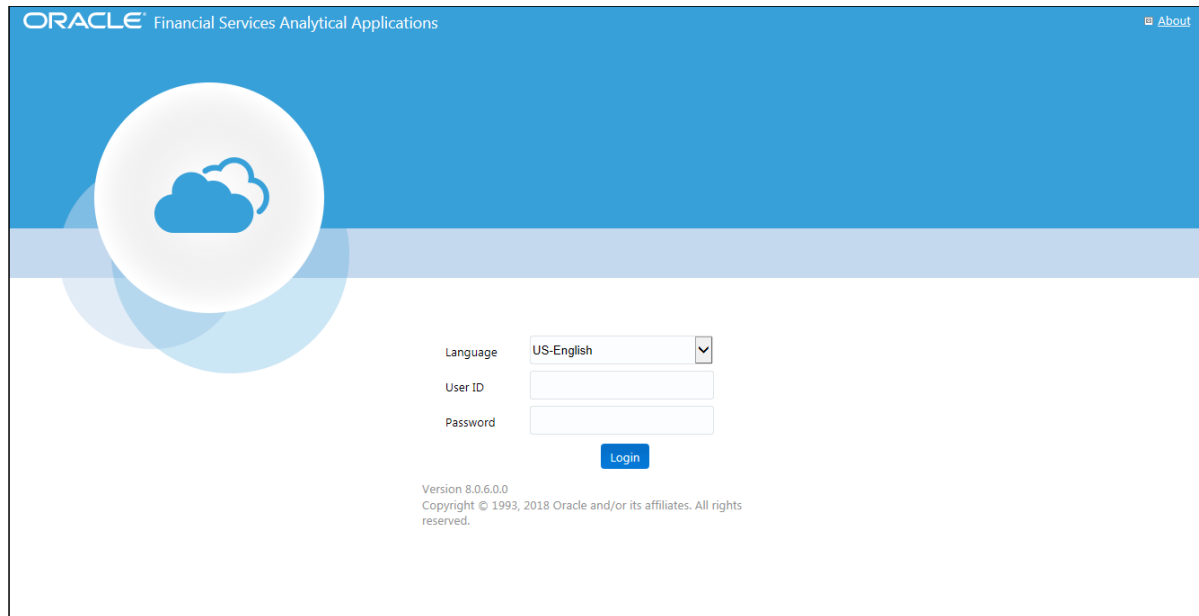 ORACLE® Financial Services Analytical Applications
About
Language US-English
User ID
Password
Login
Version 8.0.6.0.0
Copyright © 1993, 2018 Oracle and/or its affiliates. All rights
reserved.